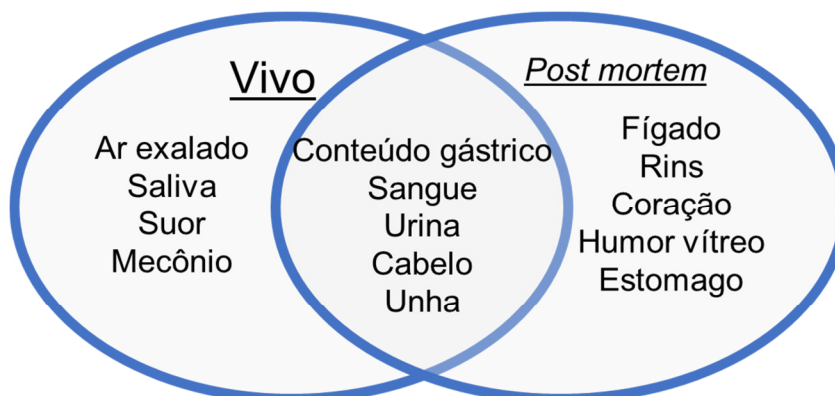 Vivo
Ar exalado
Saliva
Suor
Mecônio
Conteúdo gástrico
Sangue
Urina
Cabelo
Unha
Post mortem
Fígado
Rins
Coração
Humor vítreo
Estomago